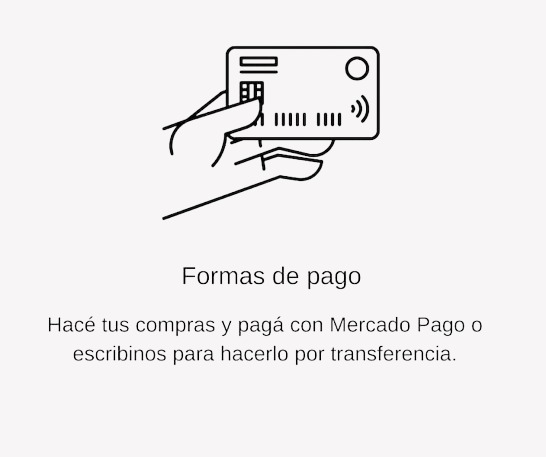 Formas de pago
Hacé tus compras y pagá con Mercado Pago o
escribinos para hacerlo por transferencia.